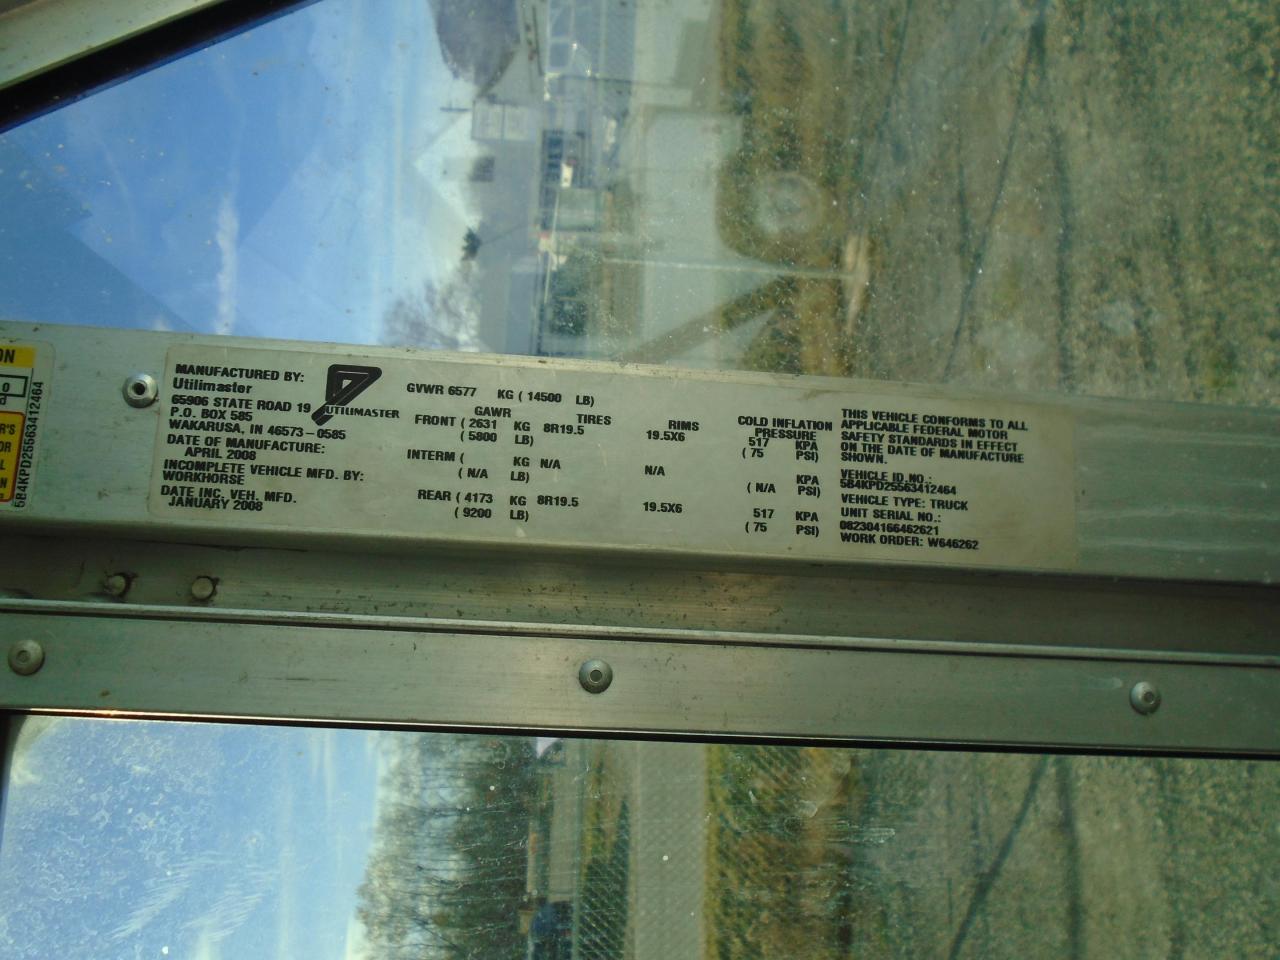 ON
0
R'S
OR
L
ON
5B4KPD25563412464
MANUFACTURED BY:
Utilimaster
65906 STATE ROAD 19
P.O. BOX 585
WAKARUSA, IN 46573-0585
DATE OF MANUFACTURE:
APRIL 2008
INCOMPLETE VEHICLE MFD. BY:
WORKHORSE
DATE INC. VEH. MFD.
JANUARY 2008
UTILIMASTER
GVWR 6577 KG ( 14500 LB)
GAWR TIRES RIMS COLD INFLATION PRESSURE
FRONT ( 2631 KG 8R19.5 19.5X6 517 KPA
( 5800 LB) ( 75 PSI)
INTERM ( KG N/A N/A KPA
( N/A LB) ( N/A PSI)
REAR ( 4173 KG 8R19.5 19.5X6 517 KPA
( 9200 LB) ( 75 PSI)
THIS VEHICLE CONFORMS TO ALL
APPLICABLE FEDERAL MOTOR
SAFETY STANDARDS IN EFFECT
ON THE DATE OF MANUFACTURE
SHOWN.
VEHICLE ID.NO.:
5B4KPD25563412464
VEHICLE TYPE: TRUCK
UNIT SERIAL NO.:
082304166462621
WORK ORDER: W646262